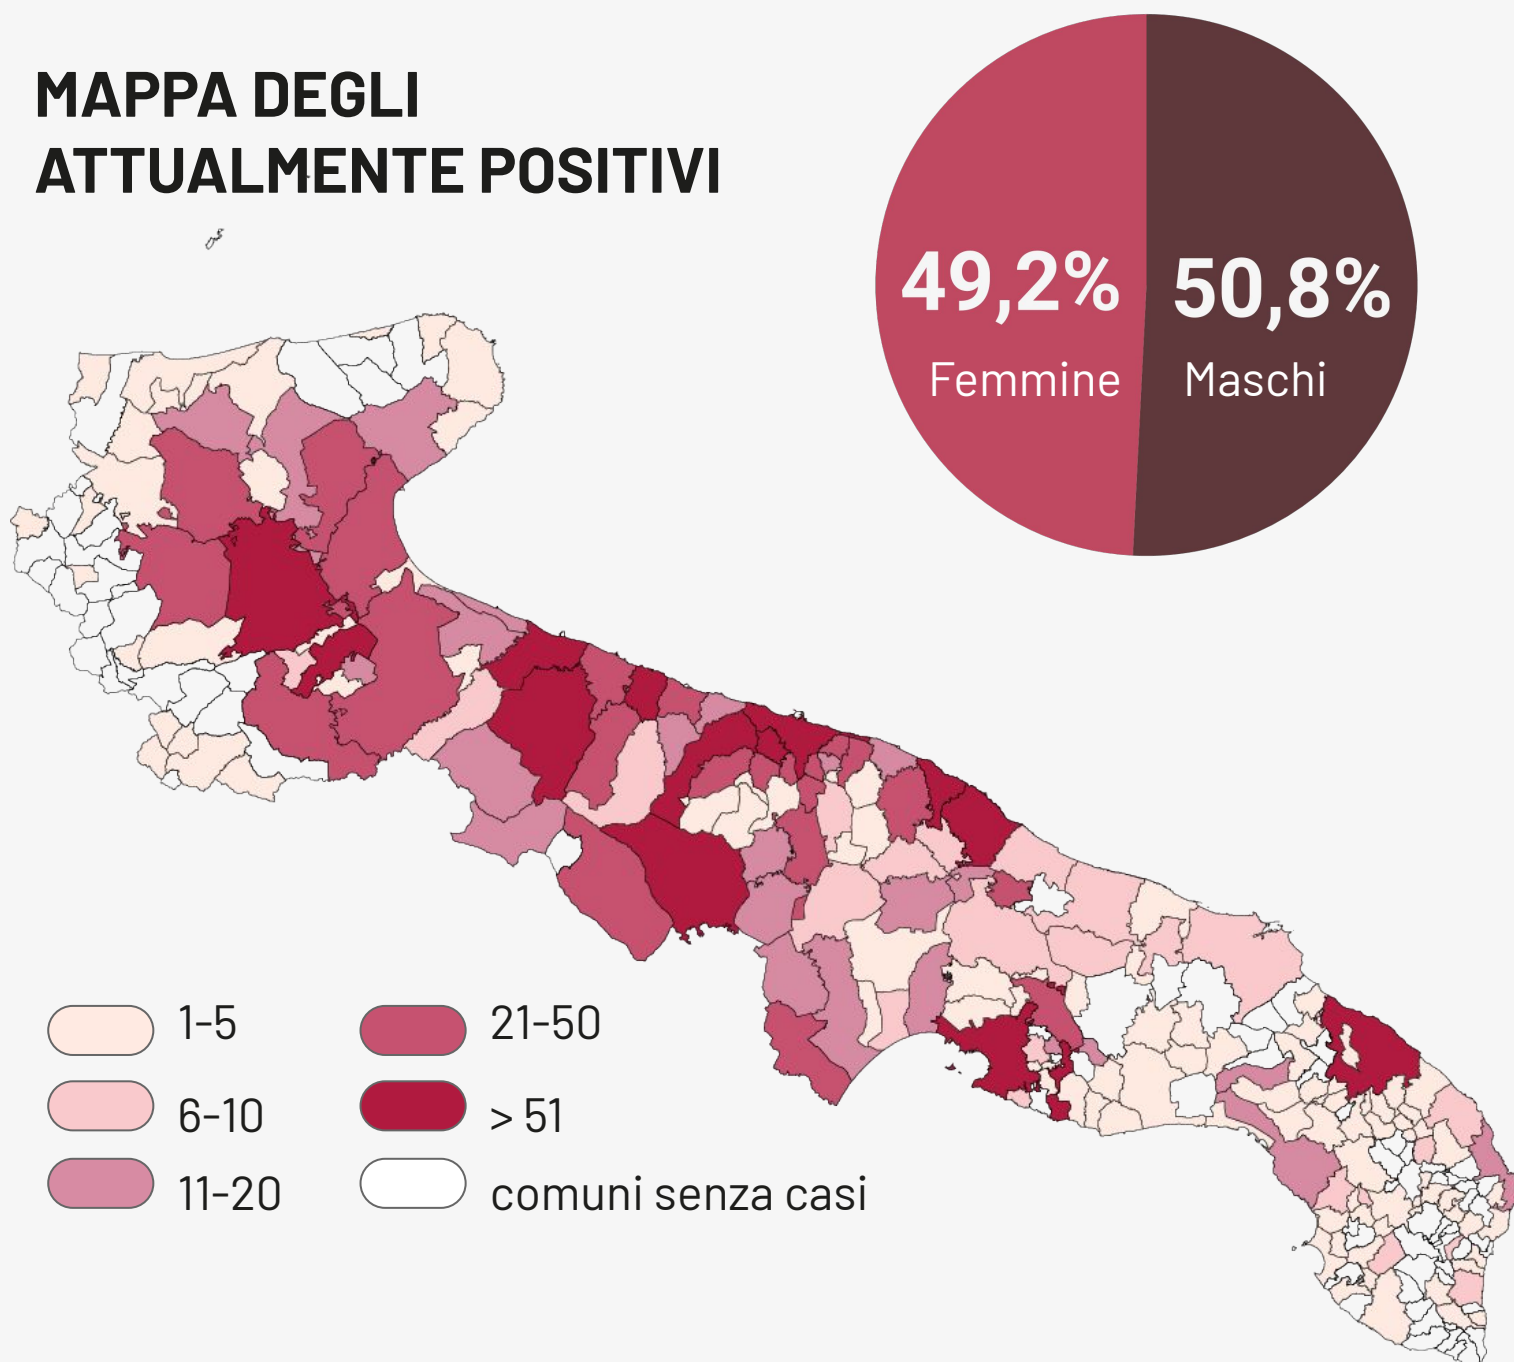 MAPPA DEGLI
ATTUALMENTE POSITIVI
49,2%
Femmine
50,8%
Maschi
1-5
6-10
11-20
21-50
> 51
comuni senza casi